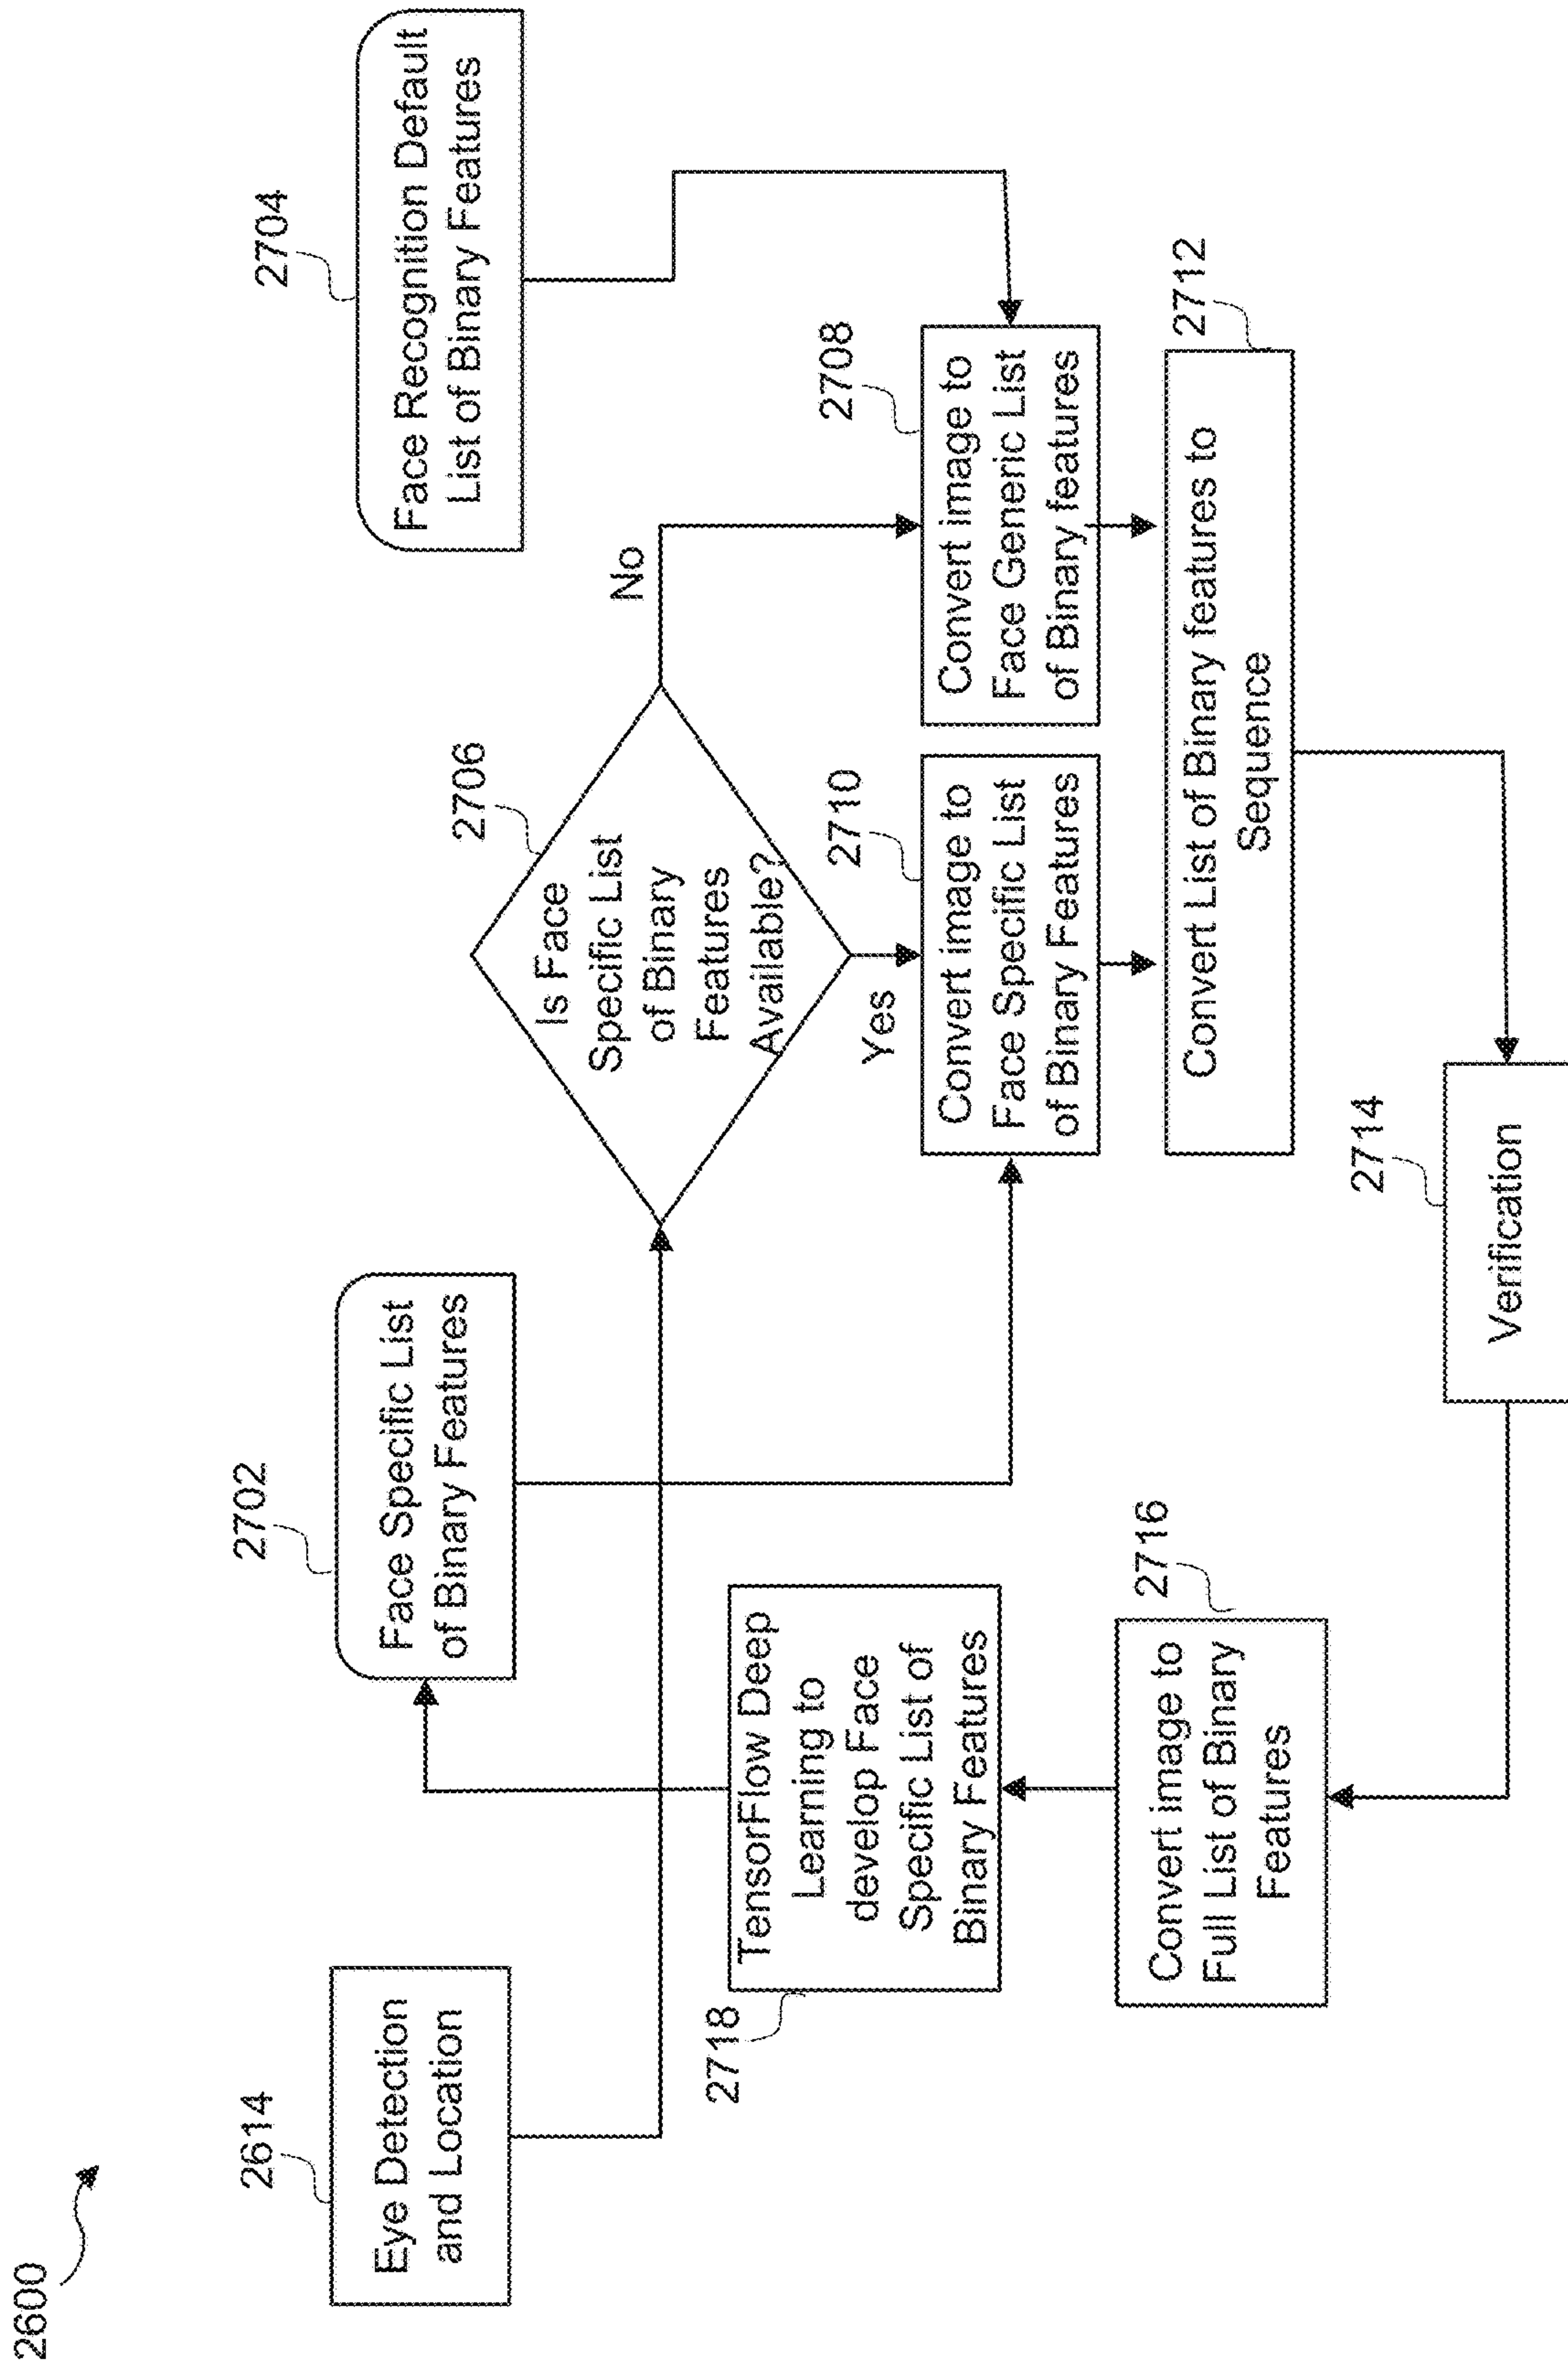 2600
2614
Eye Detection
and Location
2702
Face Specific List
of Binary Features
2704
Face Recognition Default
List of Binary Features
2706
Is Face
Specific List
of Binary
Features
Available?
No
Yes
2718
TensorFlow Deep
Learning to
develop Face
Specific List of
Binary Features
2710
Convert image to
Face Specific List
of Binary Features
2708
Convert image to
Face Generic List
of Binary features
2716
Convert image to
Full List of Binary
Features
2712
Convert List of Binary features to
Sequence
2714
Verification